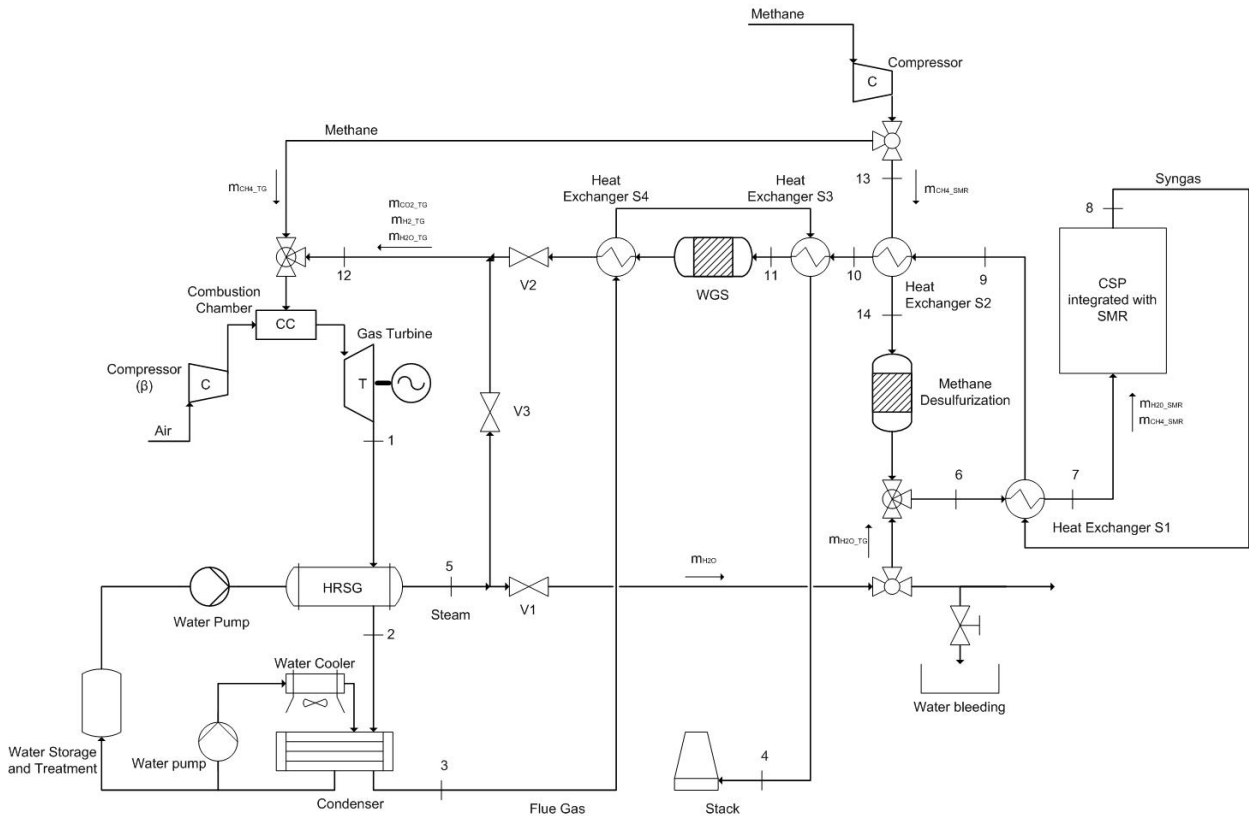 Methane
Compressor
C
Methane
13
mCH4_SMR
Syngas
8
mCH4_TG
Heat
Exchanger S4
Heat
Exchanger S3
mCO2_TG
mH2_TG
mH2O_TG
12
V2
WGS
11
10
9
Heat
Exchanger S2
CSP
integrated with
SMR
Combustion
Chamber
CC
Gas Turbine
14
Compressor
(β)
C
T
Air
V3
Methane
Desulfurization
mH20_SMR
mCH4_SMR
1
6
7
Heat Exchanger S1
mH2O_TG
mH2O
HRSG
5
Steam
V1
Water Pump
2
Water Cooler
Water bleeding
Water Storage
and Treatment
Water pump
Condenser
3
Flue Gas
4
Stack